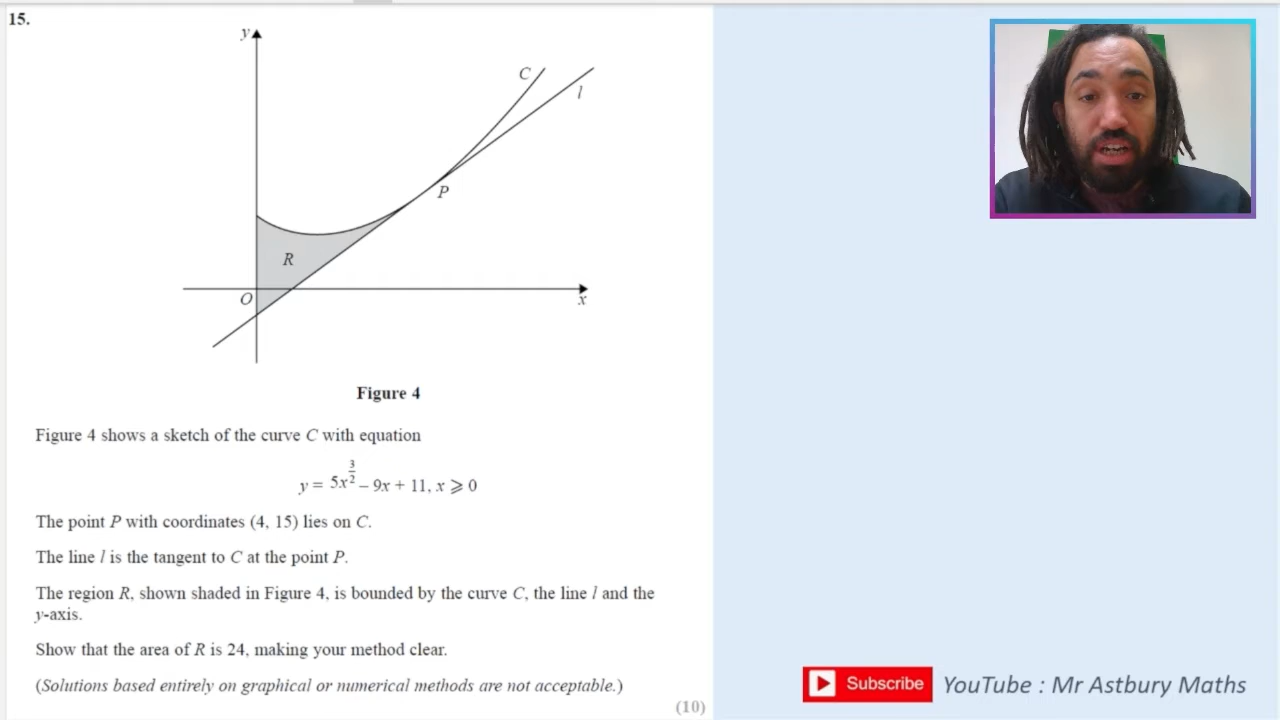 15.
y
C
l
P
R
O
x
Figure 4
Figure 4 shows a sketch of the curve C with equation
y = 5x^{3/2} – 9x + 11, x ⩾ 0
The point P with coordinates (4, 15) lies on C.
The line l is the tangent to C at the point P.
The region R, shown shaded in Figure 4, is bounded by the curve C, the line l and the
y-axis.
Show that the area of R is 24, making your method clear.
(Solutions based entirely on graphical or numerical methods are not acceptable.)
(10)
Subscribe YouTube : Mr Astbury Maths